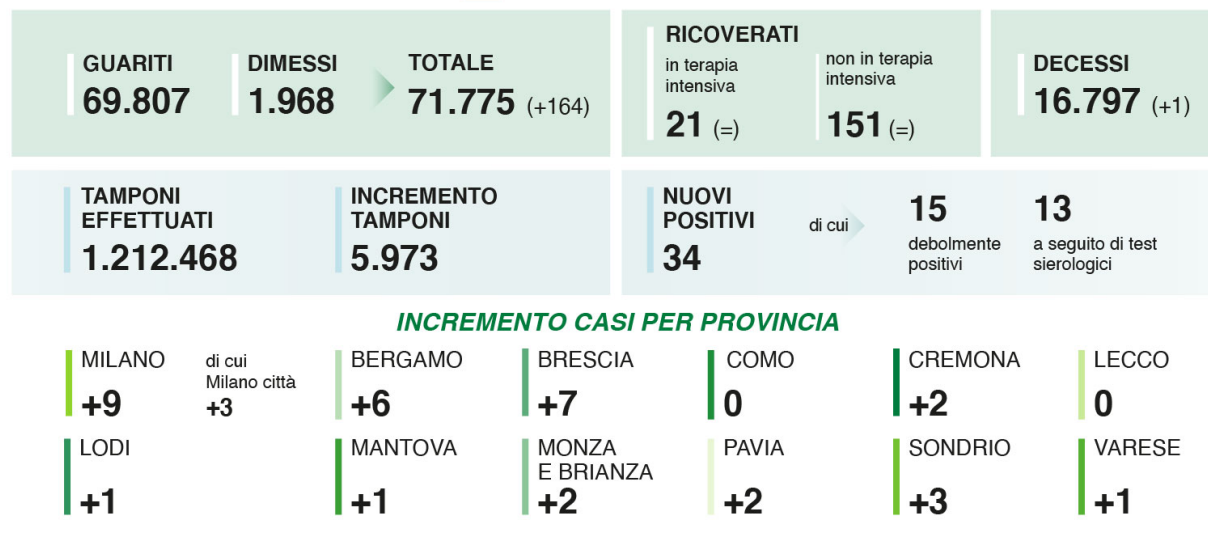 GUARITI
69.807
DIMESSI
1.968
TOTALE
71.775 (+164)
RICOVERATI
in terapia
intensiva
21 (=)
non in terapia
intensiva
151 (=)
DECESSI
16.797 (+1)
TAMPONI
EFFETTUATI
1.212.468
INCREMENTO
TAMPONI
5.973
NUOVI
POSITIVI
34
di cui
15
debolmente
positivi
13
a seguito di test
sierologici
INCREMENTO CASI PER PROVINCIA
MILANO
+9
di cui
Milano città
+3
BERGAMO
+6
BRESCIA
+7
COMO
0
CREMONA
+2
LECCO
0
LODI
+1
MANTOVA
+1
MONZA
E BRIANZA
+2
PAVIA
+2
SONDRIO
+3
VARESE
+1